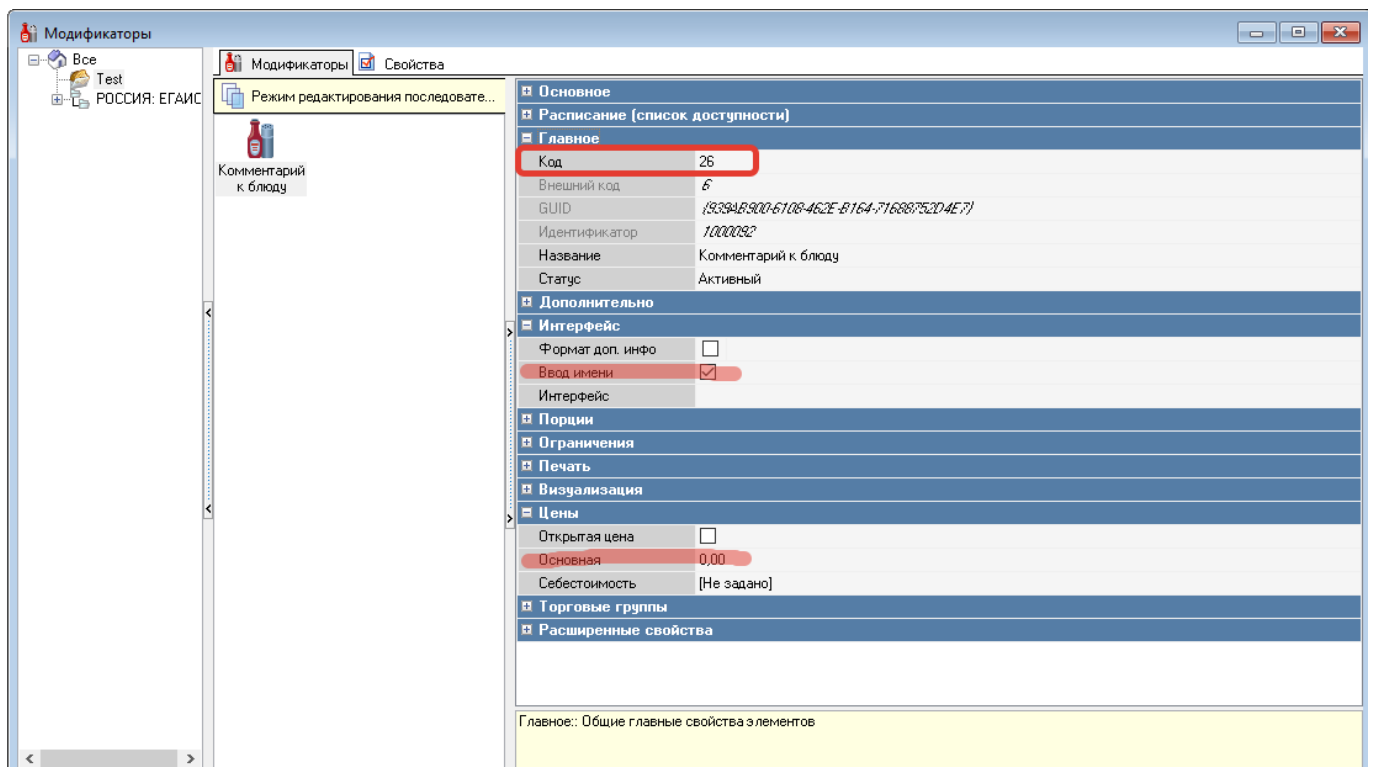 Модификаторы
Все
Test
РОССИЯ: ЕГАИС
Модификаторы
Свойства
Режим редактирования последовате...
Комментарий
к блюду
Основное
Расписание (список доступности)
Главное
Код 26
Внешний код 6
GUID {939AB900-6108-462E-B164-71688752D4E7}
Идентификатор 1000092
Название Комментарий к блюду
Статус Активный
Дополнительно
Интерфейс
Формат доп. инфо
Ввод имени
Интерфейс
Порции
Ограничения
Печать
Визуализация
Цены
Открытая цена
Основная 0,00
Себестоимость [Не задано]
Торговые группы
Расширенные свойства
Главное:: Общие главные свойства элементов